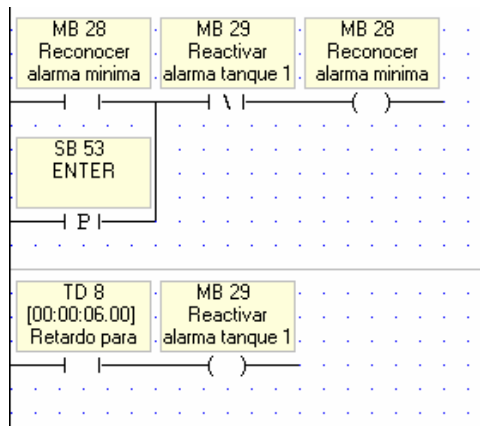 MB 28
Reconocer
alarma minima
MB 29
Reactivar
alarma tanque 1
MB 28
Reconocer
alarma minima
SB 53
ENTER
P
TD 8
[00:00:06.00]
Retardo para
MB 29
Reactivar
alarma tanque 1